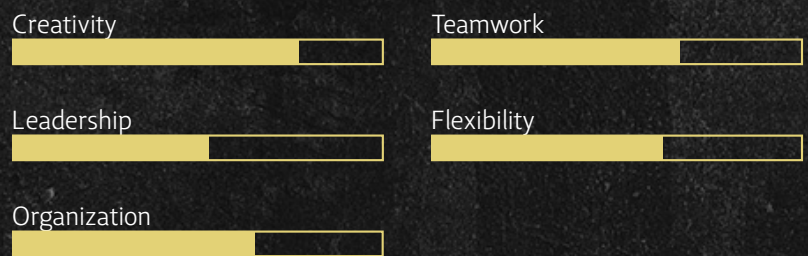 Creativity
Teamwork
Leadership
Flexibility
Organization